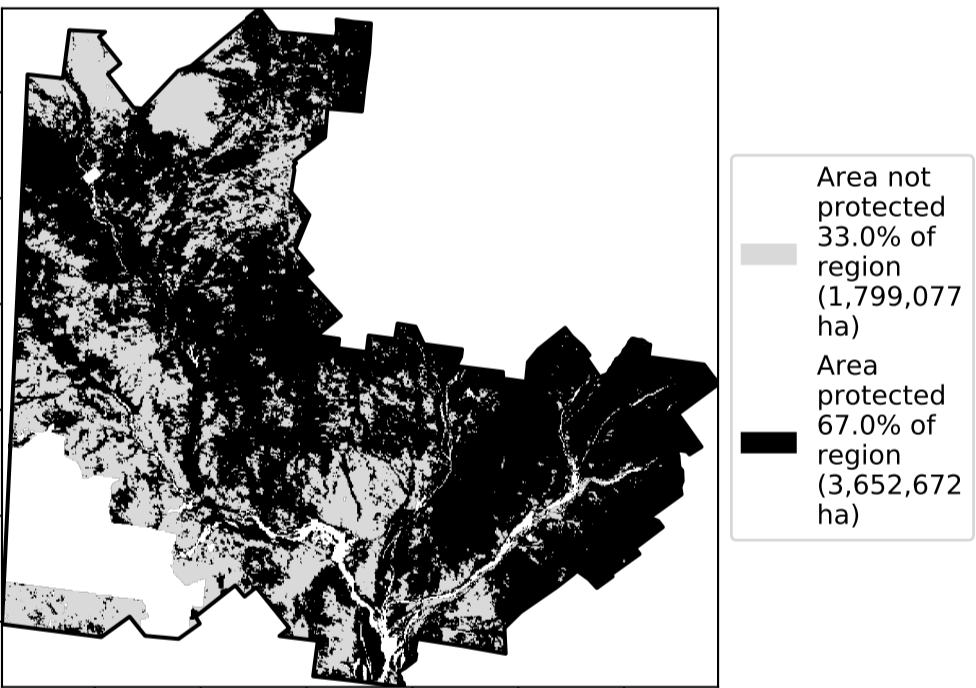 Area not
protected
33.0% of
region
(1,799,077
ha)
Area
protected
67.0% of
region
(3,652,672
ha)